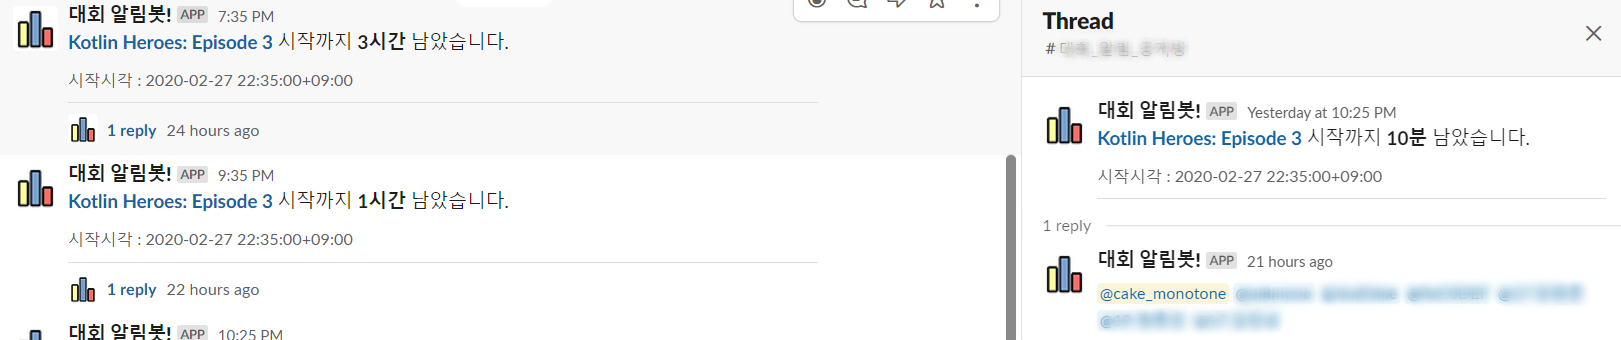 대회 알림봇! APP 7:35 PM
Kotlin Heroes: Episode 3 시작까지 3시간 남았습니다.
시작시각 : 2020-02-27 22:35:00+09:00
1 reply 24 hours ago
대회 알림봇! APP 9:35 PM
Kotlin Heroes: Episode 3 시작까지 1시간 남았습니다.
시작시각 : 2020-02-27 22:35:00+09:00
1 reply 22 hours ago
대회 알림봇! APP 10:25 PM
Thread
#
대회 알림봇! APP Yesterday at 10:25 PM
Kotlin Heroes: Episode 3 시작까지 10분 남았습니다.
시작시각 : 2020-02-27 22:35:00+09:00
1 reply
대회 알림봇! APP 21 hours ago
@cake_monotone